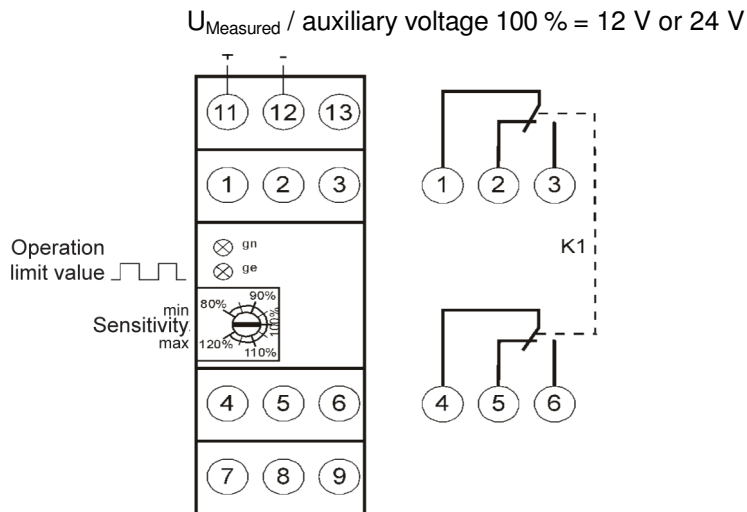 U_Measured / auxiliary voltage 100 % = 12 V or 24 V
+ -
11 12 13
1 2 3
1 2 3
Operation
limit value
gn
ge
K1
min
Sensitivity
max
80% 90%
100%
120% 110%
4 5 6
4 5 6
7 8 9